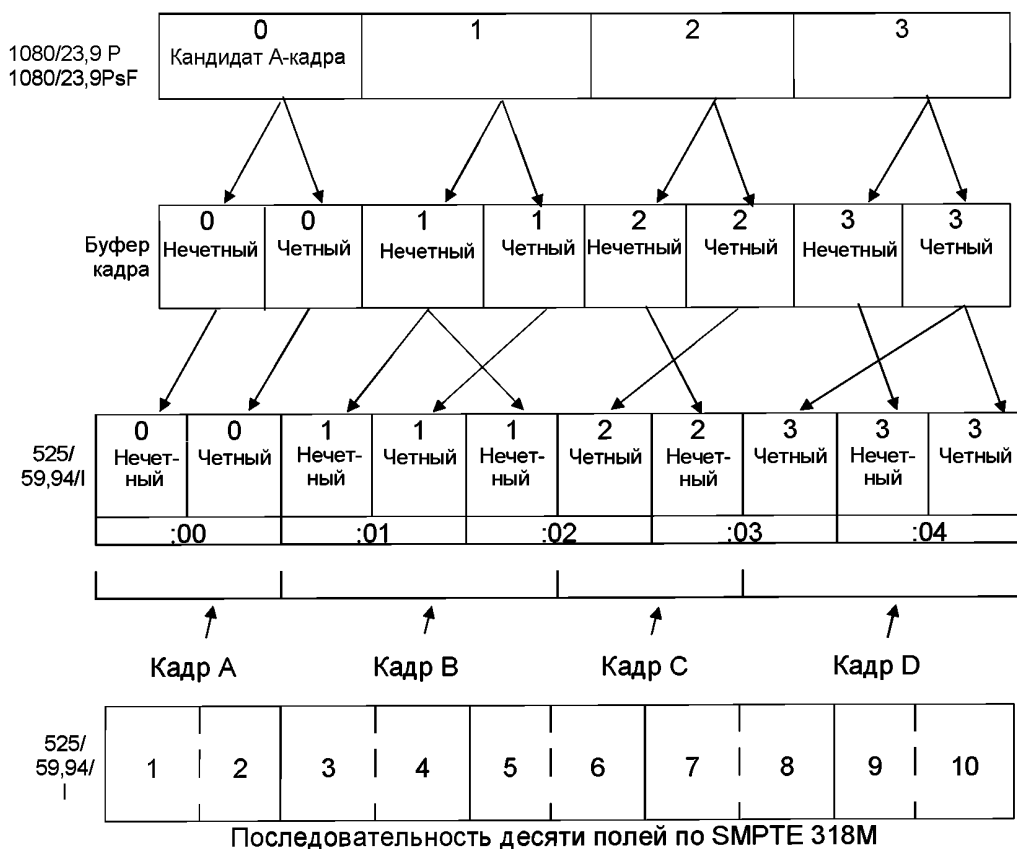 0 1 2 3
1080/23,9 P
1080/23,9PsF
Кандидат А-кадра
Буфер
кадра
0 0 1 1 2 2 3 3
Нечетный Четный Нечетный Четный Нечетный Четный Нечетный Четный
525/
59,94/I
0 0 1 1 1 2 2 3 3 3
Нечет-
ный Четный Нечет-
ный Четный Нечет-
ный Четный Нечет-
ный Четный Нечет-
ный Четный
:00 :01 :02 :03 :04
Кадр A Кадр B Кадр C Кадр D
525/
59,94/
I
1 2 3 4 5 6 7 8 9 10
Последовательность десяти полей по SMPTE 318M